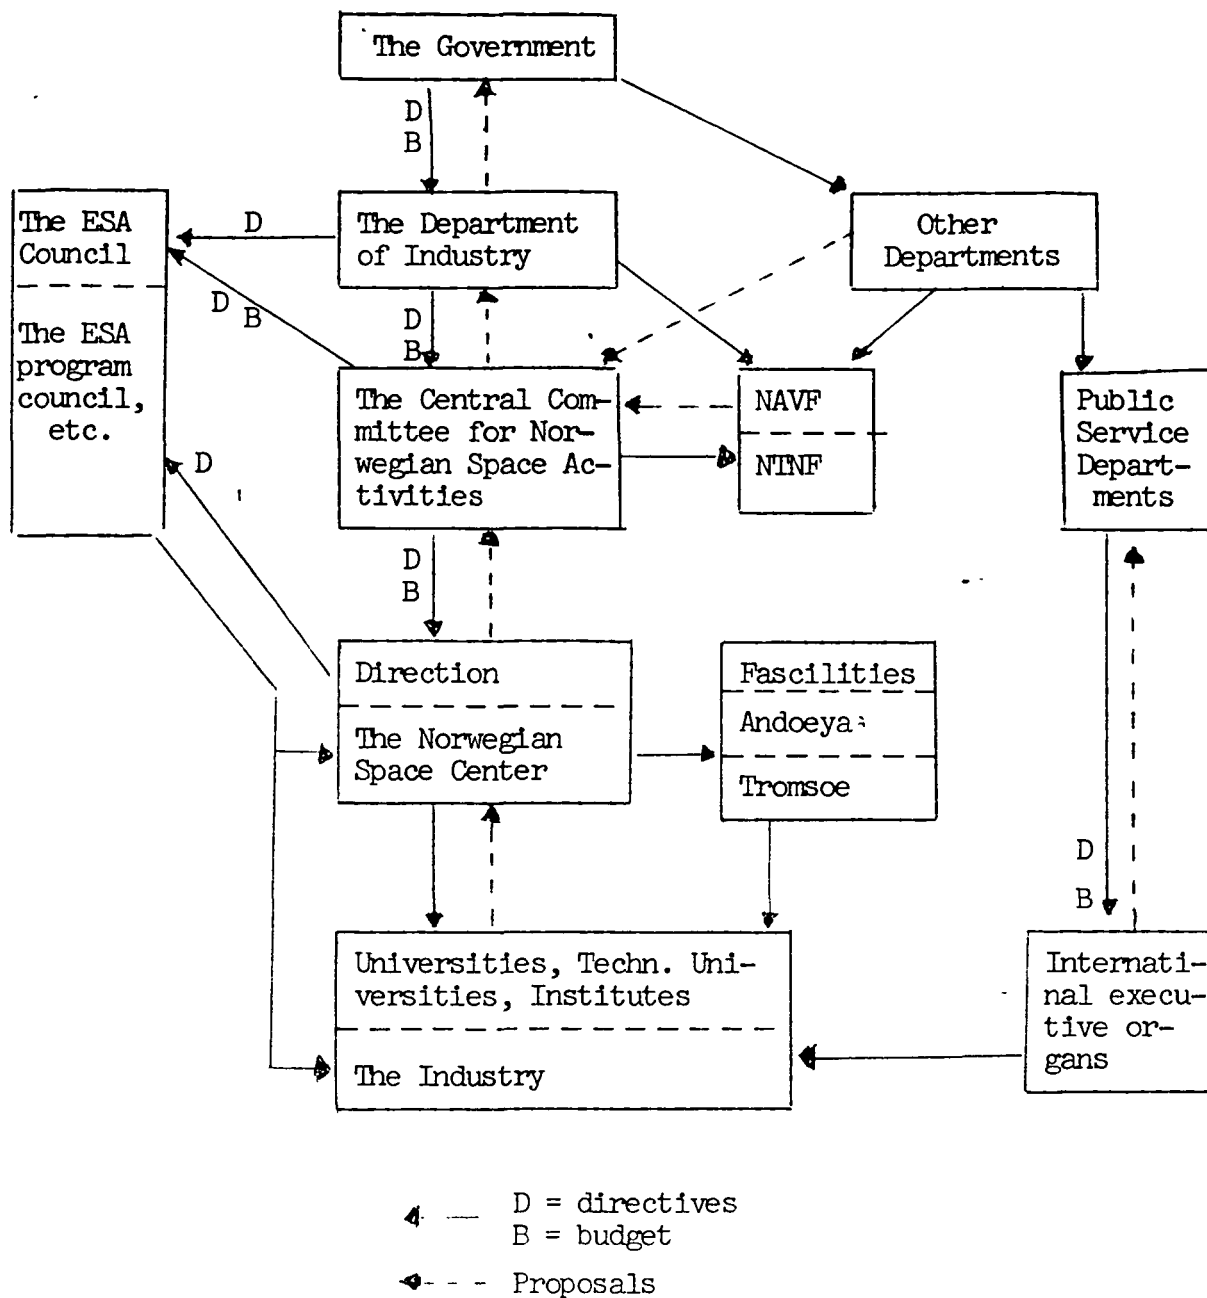 The Government
D
B
The ESA
Council
The ESA
program
council,
etc.
D
The Department
of Industry
Other
Departments
D
B
D
B
The Central Com-
mittee for Nor-
wegian Space Ac-
tivities
NAVF
NTNF
Public
Service
Depart-
ments
D
D
B
Direction
The Norwegian
Space Center
Fascilities
Andoeya
Tromsoe
D
B
Universities, Techn. Uni-
versities, Institutes
The Industry
Internati-
nal execu-
tive or-
gans
D = directives
B = budget
Proposals